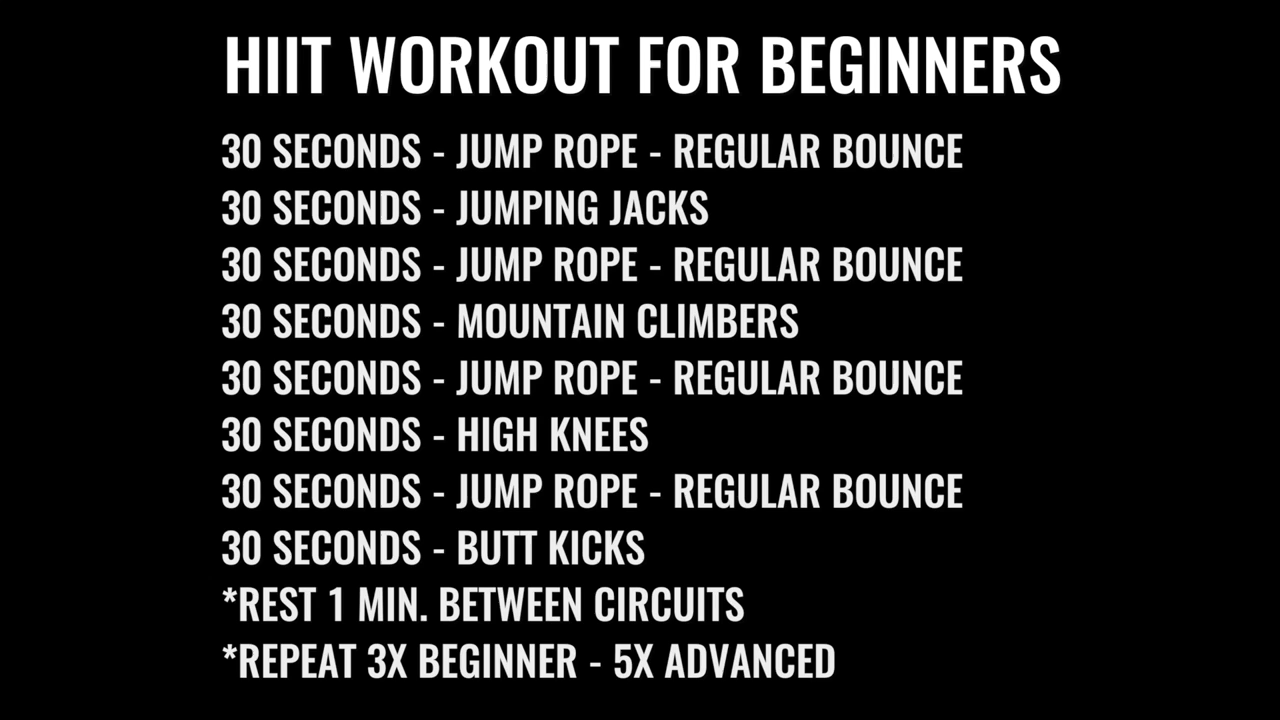 HIIT WORKOUT FOR BEGINNERS
30 SECONDS - JUMP ROPE - REGULAR BOUNCE
30 SECONDS - JUMPING JACKS
30 SECONDS - JUMP ROPE - REGULAR BOUNCE
30 SECONDS - MOUNTAIN CLIMBERS
30 SECONDS - JUMP ROPE - REGULAR BOUNCE
30 SECONDS - HIGH KNEES
30 SECONDS - JUMP ROPE - REGULAR BOUNCE
30 SECONDS - BUTT KICKS
*REST 1 MIN. BETWEEN CIRCUITS
*REPEAT 3X BEGINNER - 5X ADVANCED